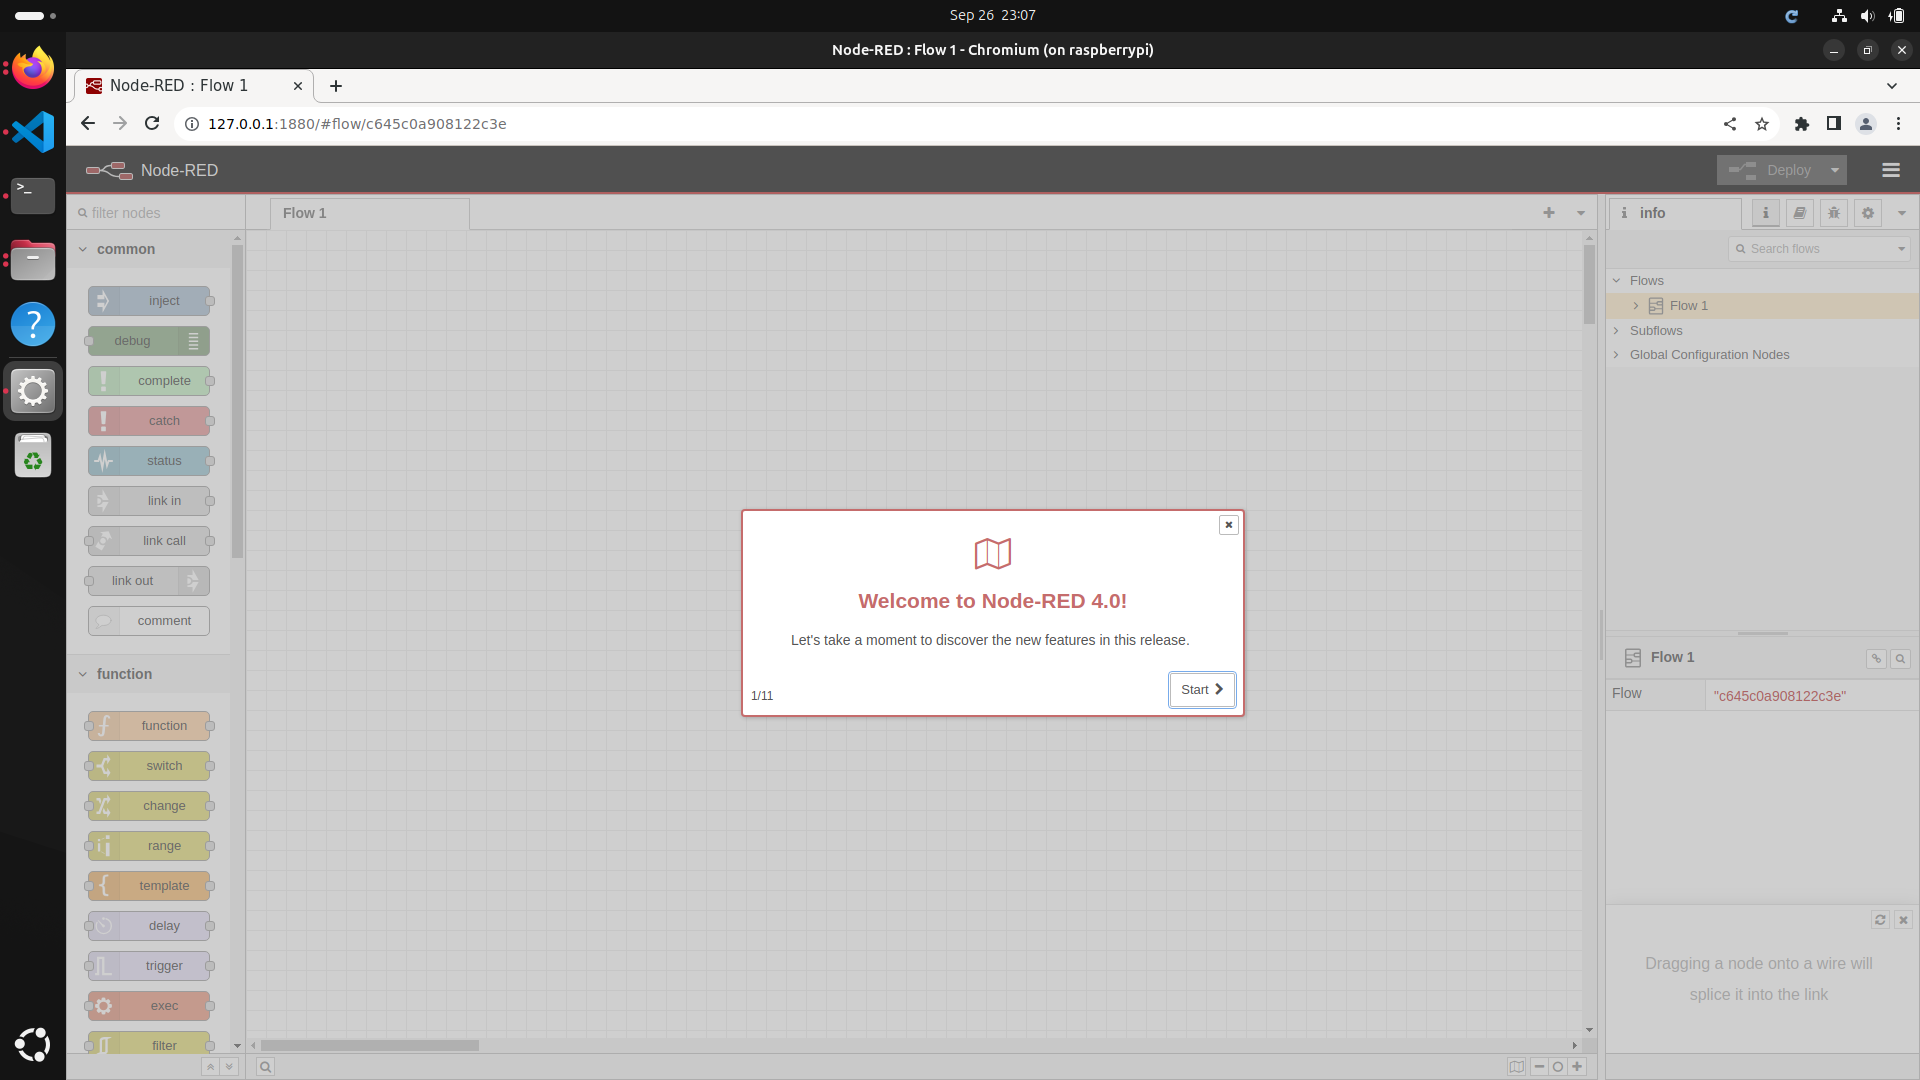 Sep 26 23:07
Node-RED : Flow 1 - Chromium (on raspberrypi)
Node-RED : Flow 1
127.0.0.1:1880/#flow/c645c0a908122c3e
Node-RED
Deploy
filter nodes
common
inject
debug
complete
catch
status
link in
link call
link out
comment
function
function
switch
change
range
template
delay
trigger
exec
filter
Flow 1
Welcome to Node-RED 4.0!
Let's take a moment to discover the new features in this release.
1/11
Start
info
Search flows
Flows
Flow 1
Subflows
Global Configuration Nodes
Flow 1
Flow
"c645c0a908122c3e"
Dragging a node onto a wire will
splice it into the link